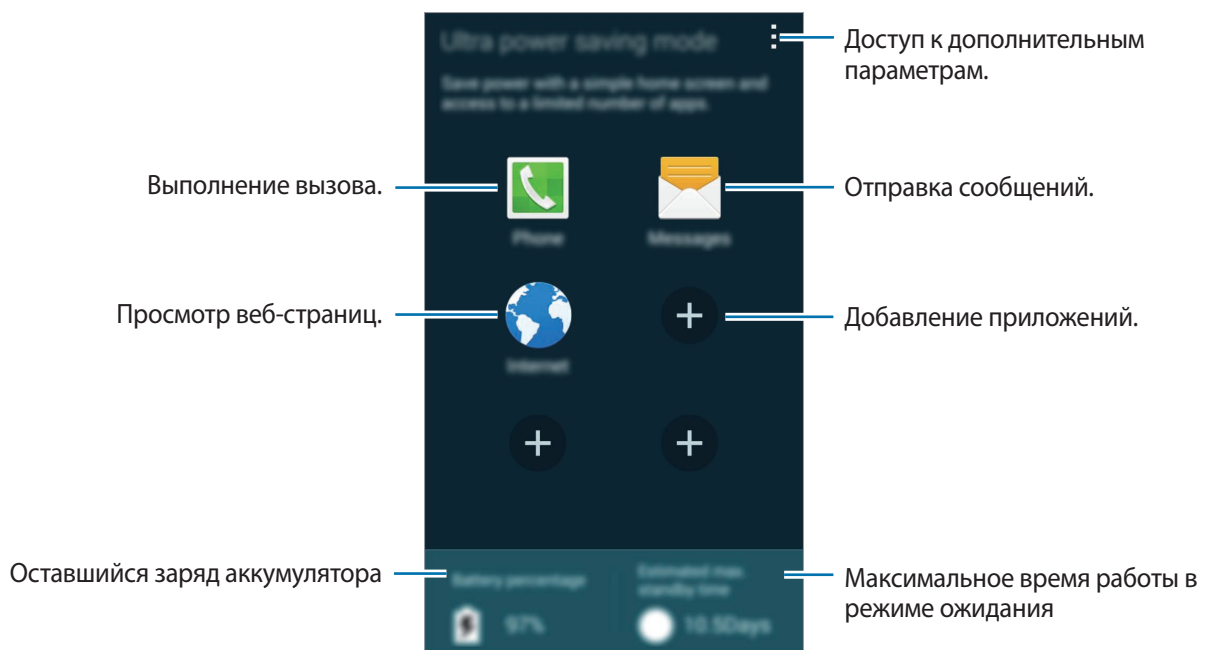 Ultra power saving mode
Доступ к дополнительным
параметрам.
Save power with a simple home screen and
access to a limited number of apps.
Выполнение вызова.
Отправка сообщений.
Phone
Messages
Просмотр веб-страниц.
Добавление приложений.
Internet
Оставшийся заряд аккумулятора
Battery percentage
Estimated max.
standby time
Максимальное время работы в
режиме ожидания
97%
10.5Days